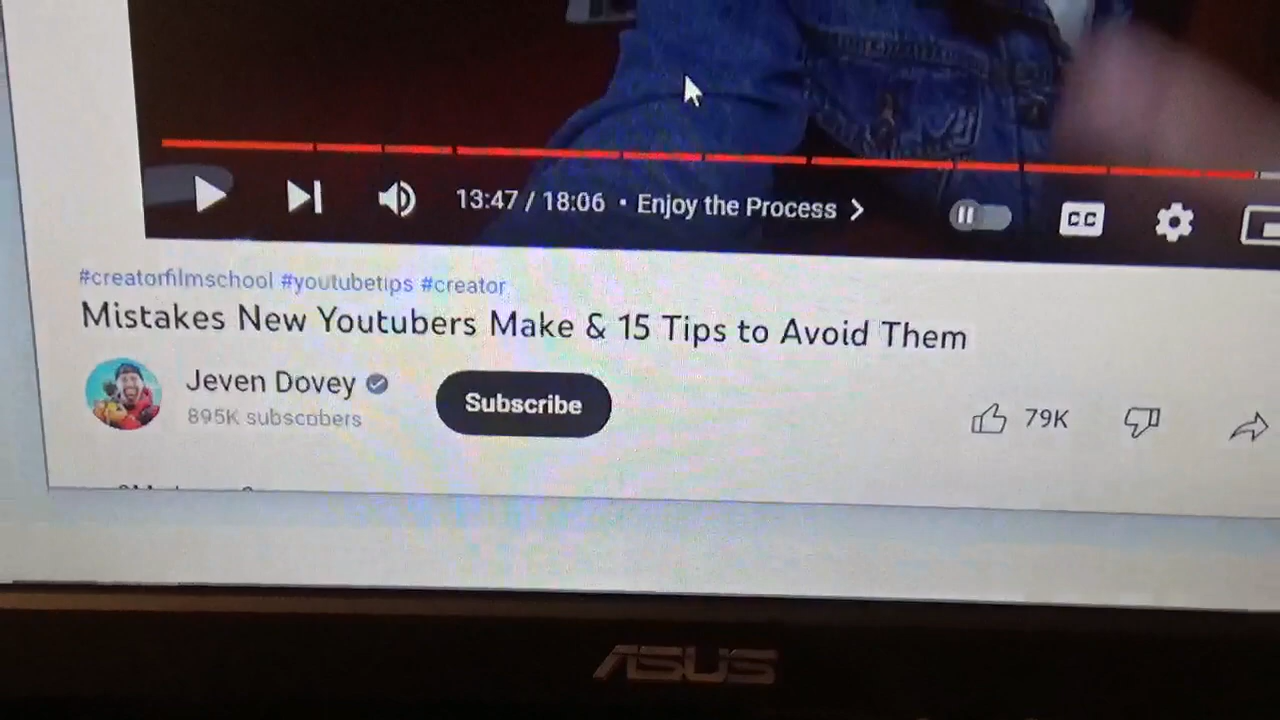 13:47 / 18:06 • Enjoy the Process
CC
#creatorfilmschool #youtubetips #creator
Mistakes New Youtubers Make & 15 Tips to Avoid Them
Jeven Dovey
895K subscribers
Subscribe
79K
ASUS